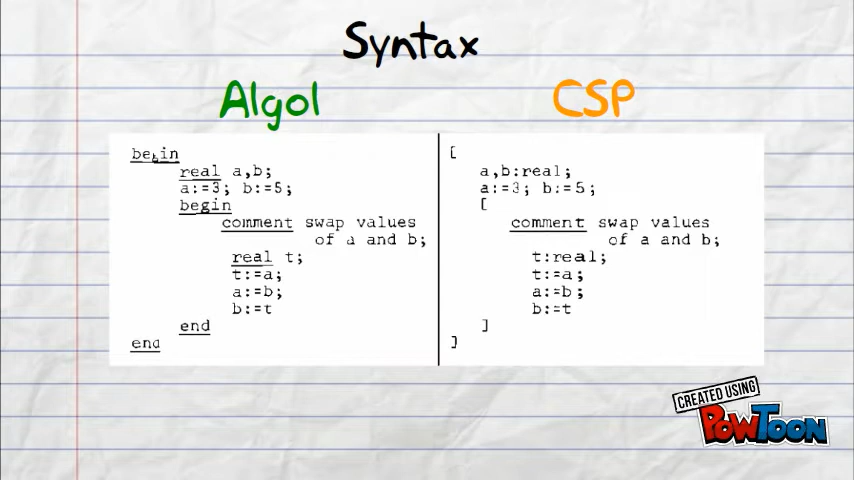 Syntax
Algol
CSP
begin
real a,b;
a:=3; b:=5;
begin
comment swap values
of a and b;
real t;
t:=a;
a:=b;
b:=t
end
end
[
a,b:real;
a:=3; b:=5;
[
comment swap values
of a and b;
t:real;
t:=a;
a:=b;
b:=t
]
]
CREATED USING
POWTOON